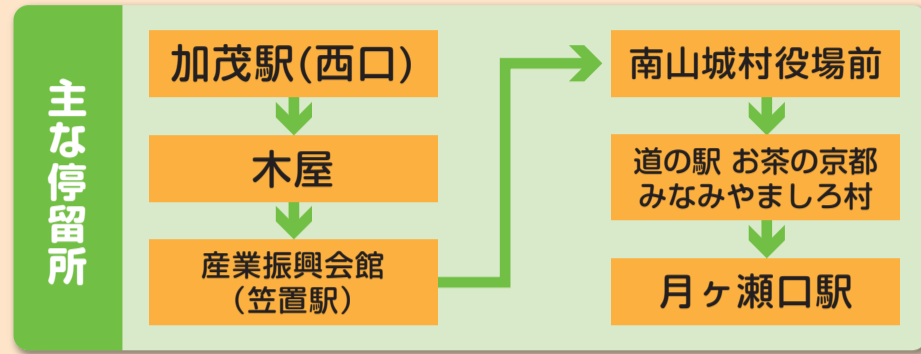 主な停留所
加茂駅(西口)
木屋
産業振興会館
(笠置駅)
南山城村役場前
道の駅 お茶の京都
みなみやましろ村
月ヶ瀬口駅